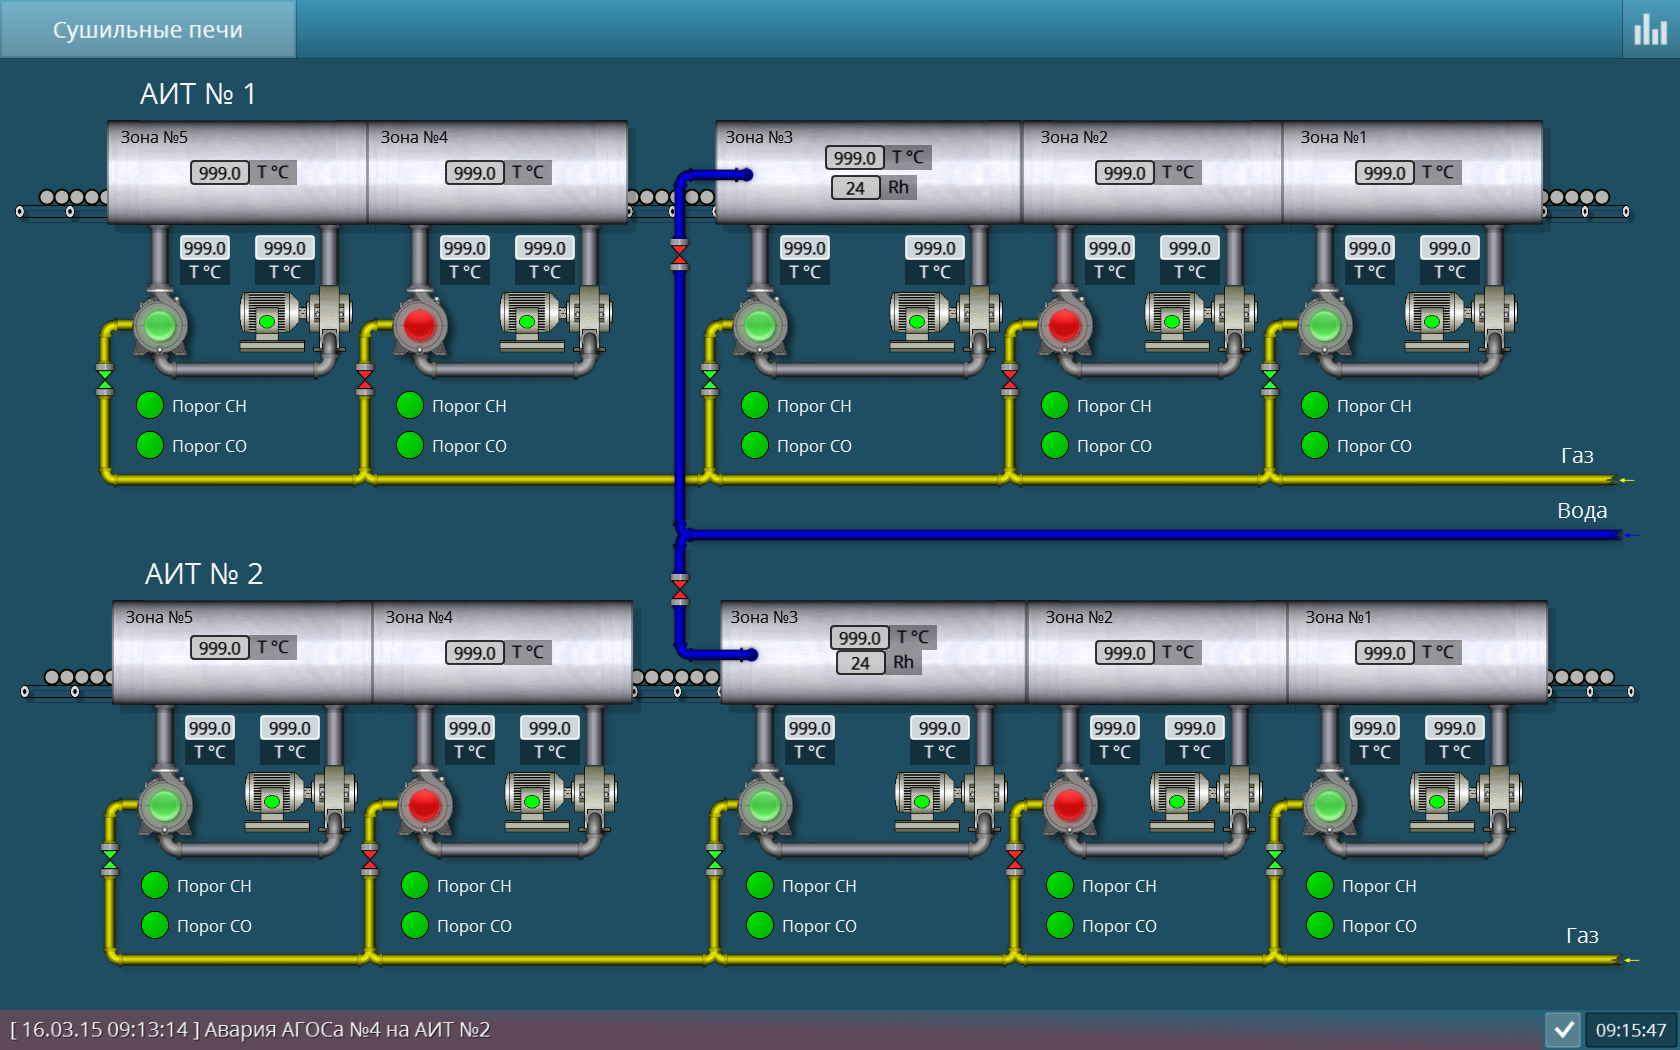 Сушильные печи
АИТ № 1
Зона №5 Зона №4 Зона №3 Зона №2 Зона №1
999.0 T °C 999.0 T °C 999.0 T °C 999.0 T °C 999.0 T °C
24 Rh
999.0 999.0 999.0 999.0 999.0 999.0 999.0 999.0 999.0 999.0
T °C T °C T °C T °C T °C T °C T °C T °C T °C T °C
Порог CH Порог CH Порог CH Порог CH Порог CH
Порог CO Порог CO Порог CO Порог CO Порог CO
Газ
Вода
АИТ № 2
Зона №5 Зона №4 Зона №3 Зона №2 Зона №1
999.0 T °C 999.0 T °C 999.0 T °C 999.0 T °C 999.0 T °C
24 Rh
999.0 999.0 999.0 999.0 999.0 999.0 999.0 999.0 999.0 999.0
T °C T °C T °C T °C T °C T °C T °C T °C T °C T °C
Порог CH Порог CH Порог CH Порог CH Порог CH
Порог CO Порог CO Порог CO Порог CO Порог CO
Газ
[ 16.03.15 09:13:14 ] Авария АГОСа №4 на АИТ №2
09:15:47